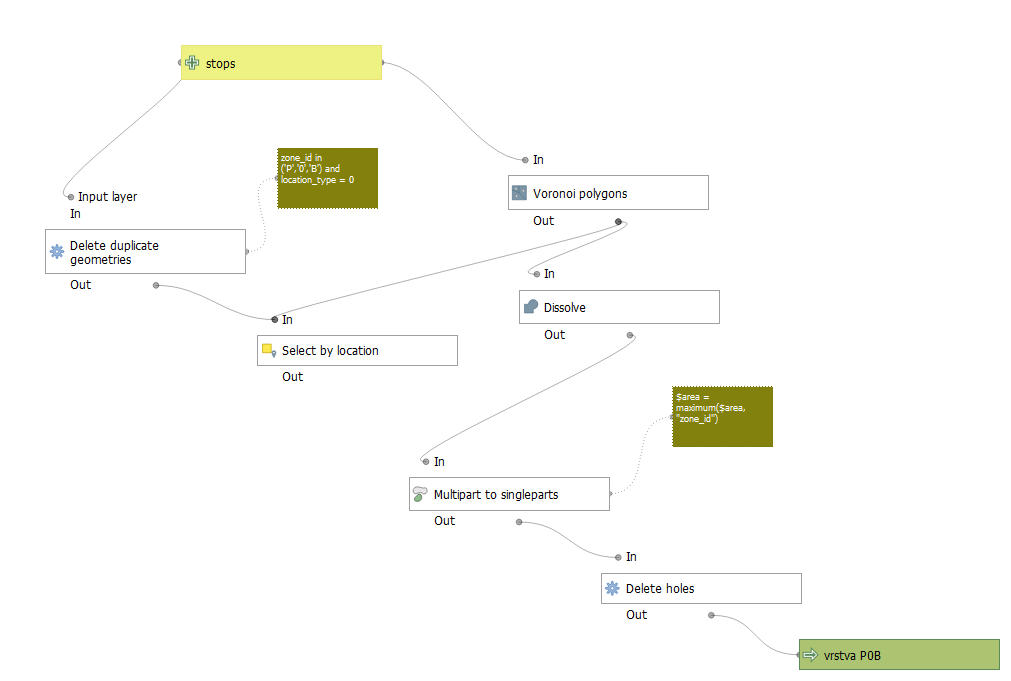 stops
zone_id in
('P','0','B') and
location_type = 0
In
Input layer
In
Voronoi polygons
Out
Delete duplicate
geometries
Out
In
Dissolve
In
Select by location
Out
Out
$area =
maximum($area,
"zone_id")
In
Multipart to singleparts
Out
In
Delete holes
Out
vrstva P0B